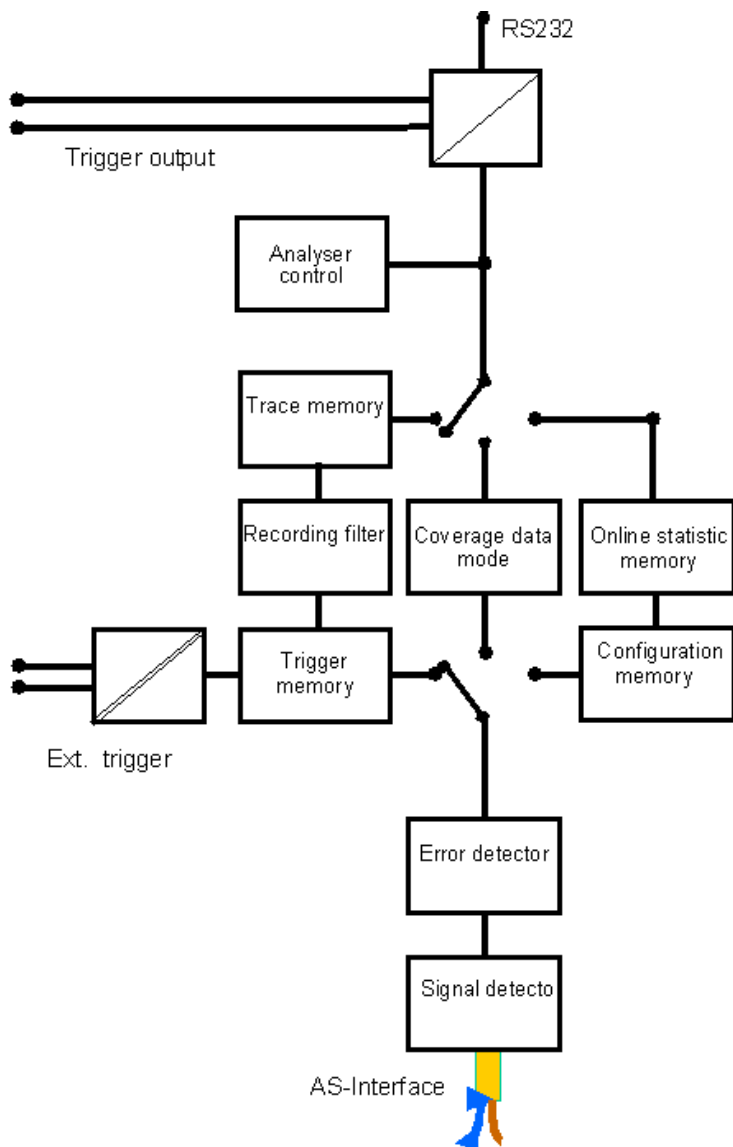 RS232
Trigger output
Analyser
control
Trace memory
Recording filter
Coverage data
mode
Online statistic
memory
Trigger
memory
Configuration
memory
Ext. trigger
Error detector
Signal detecto
AS-Interface